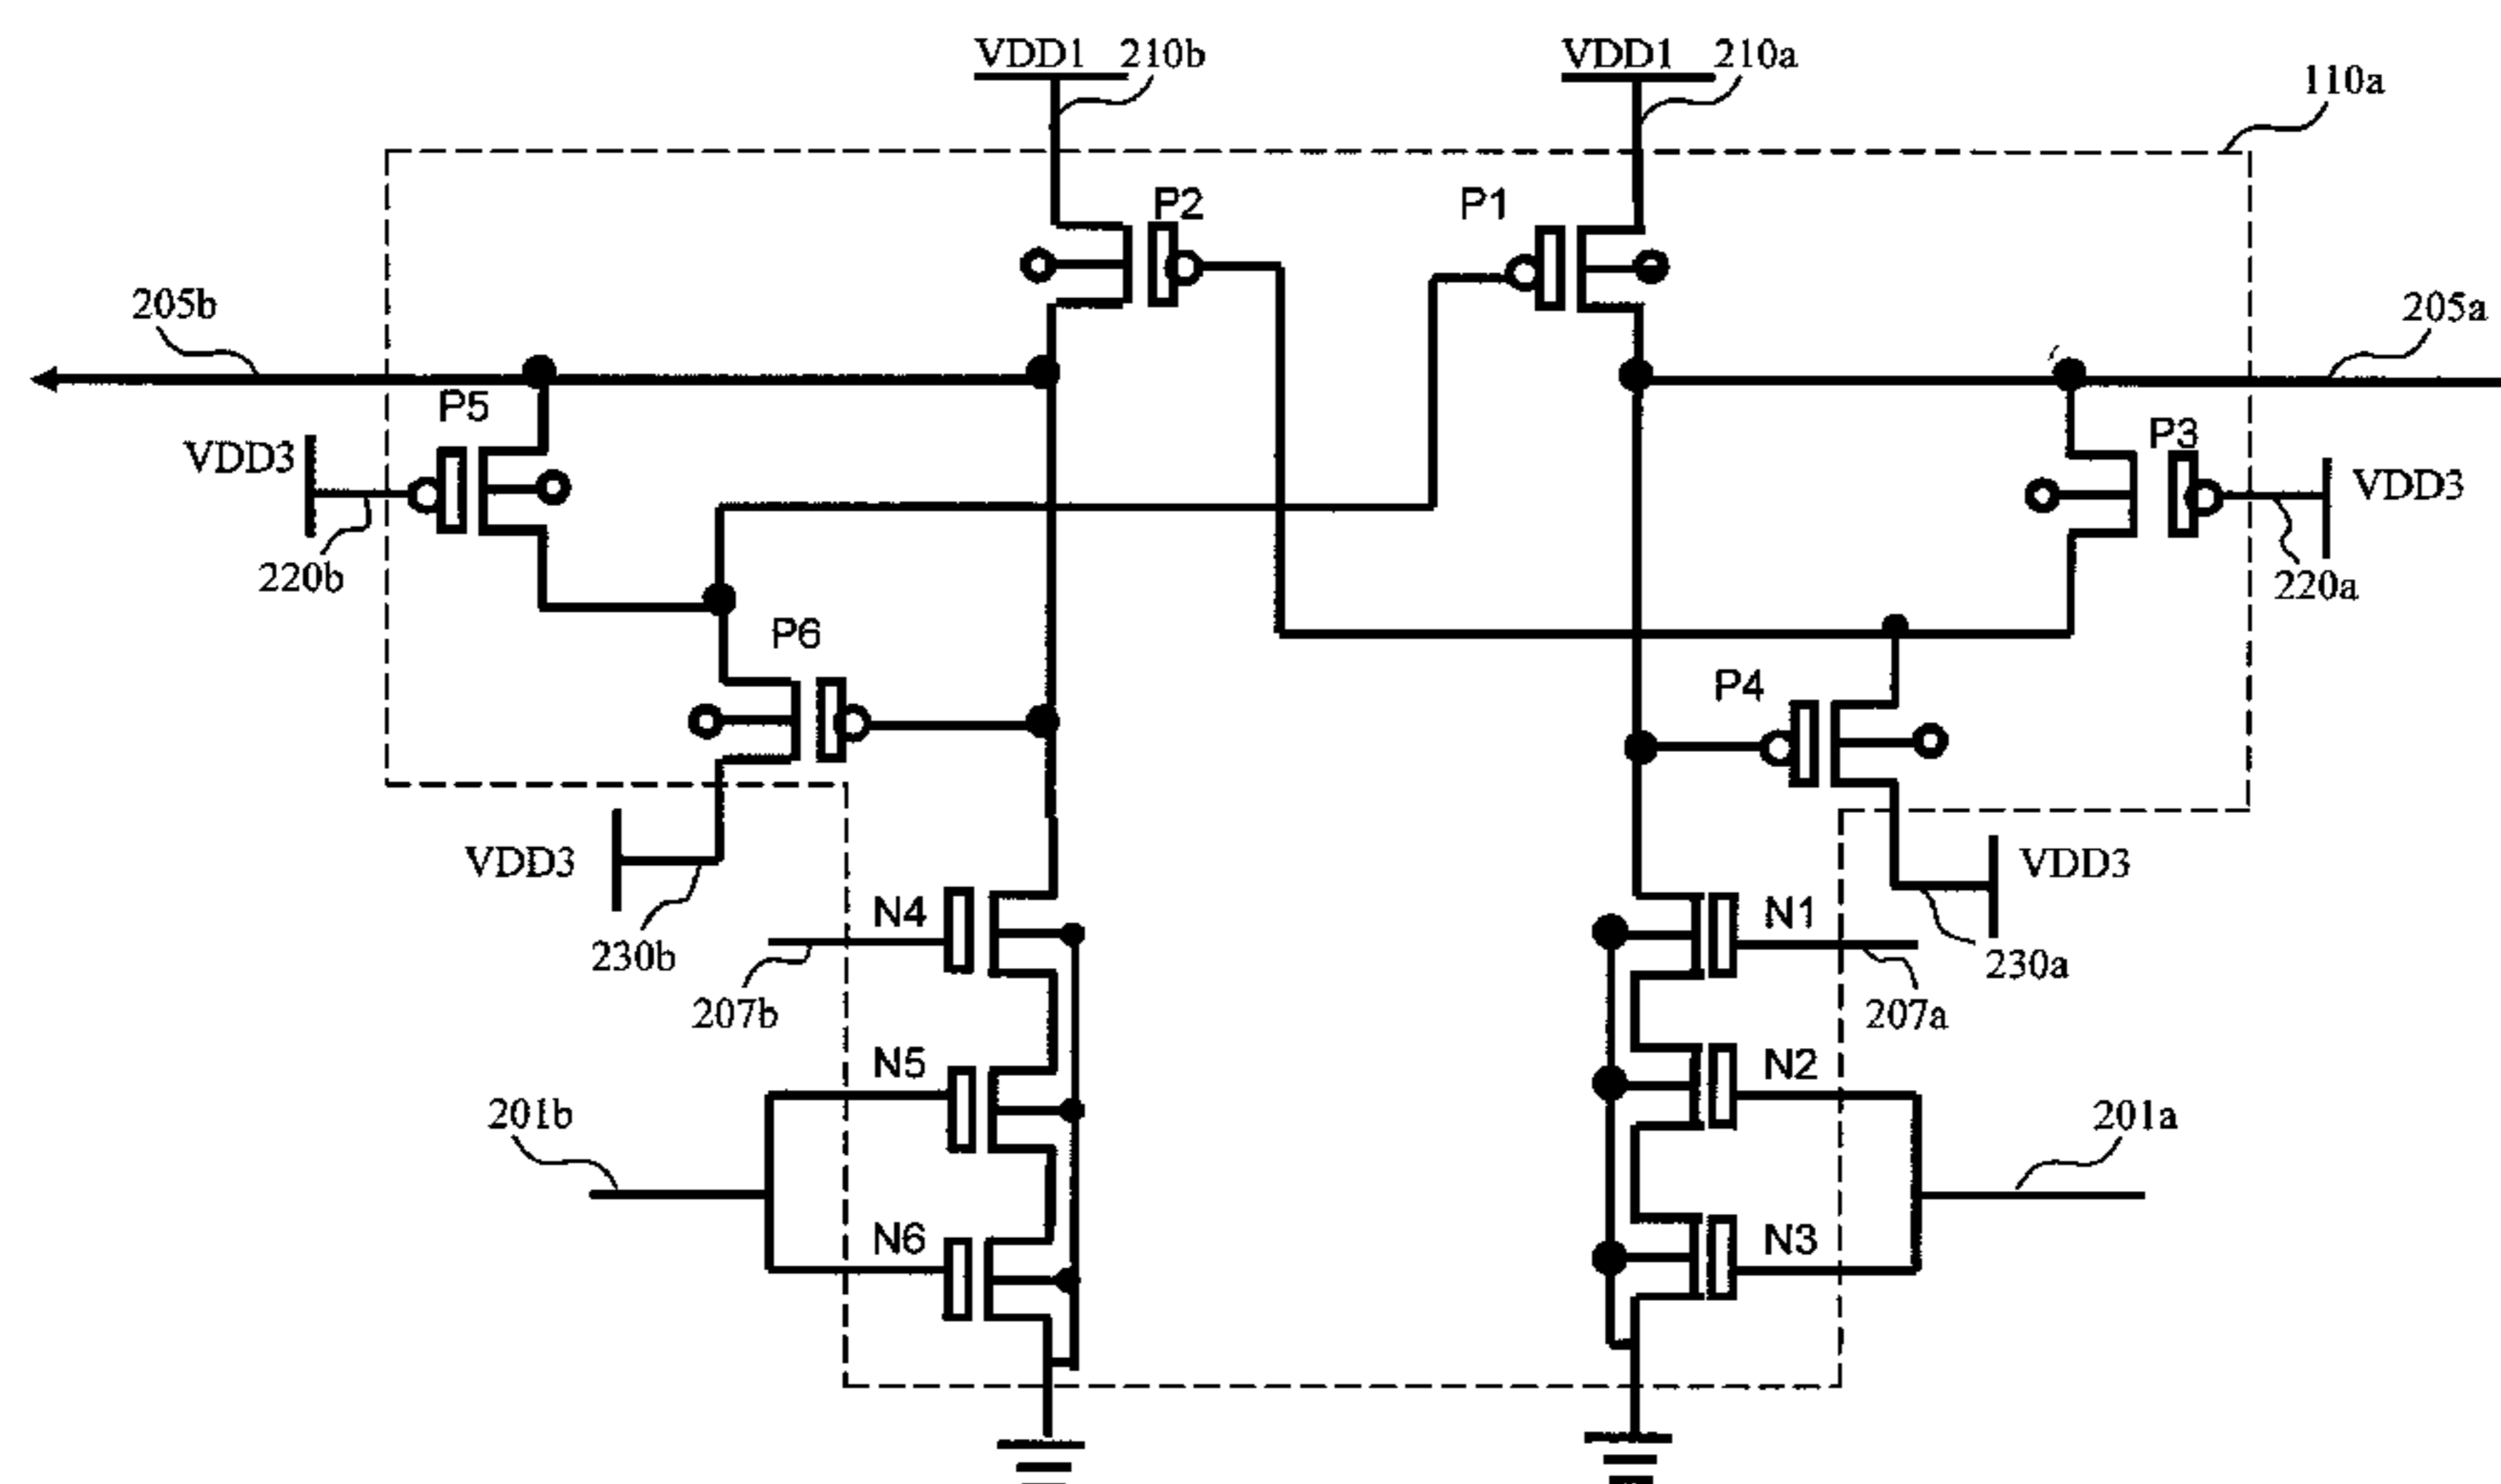 VDD1 210b VDD1 210a
110a
P2 P1
205b 205a
P5 P3
VDD3 VDD3
220b 220a
P6
P4
VDD3 VDD3
N4 N1
230b 230a
207b 207a
N5 N2
201b 201a
N6 N3